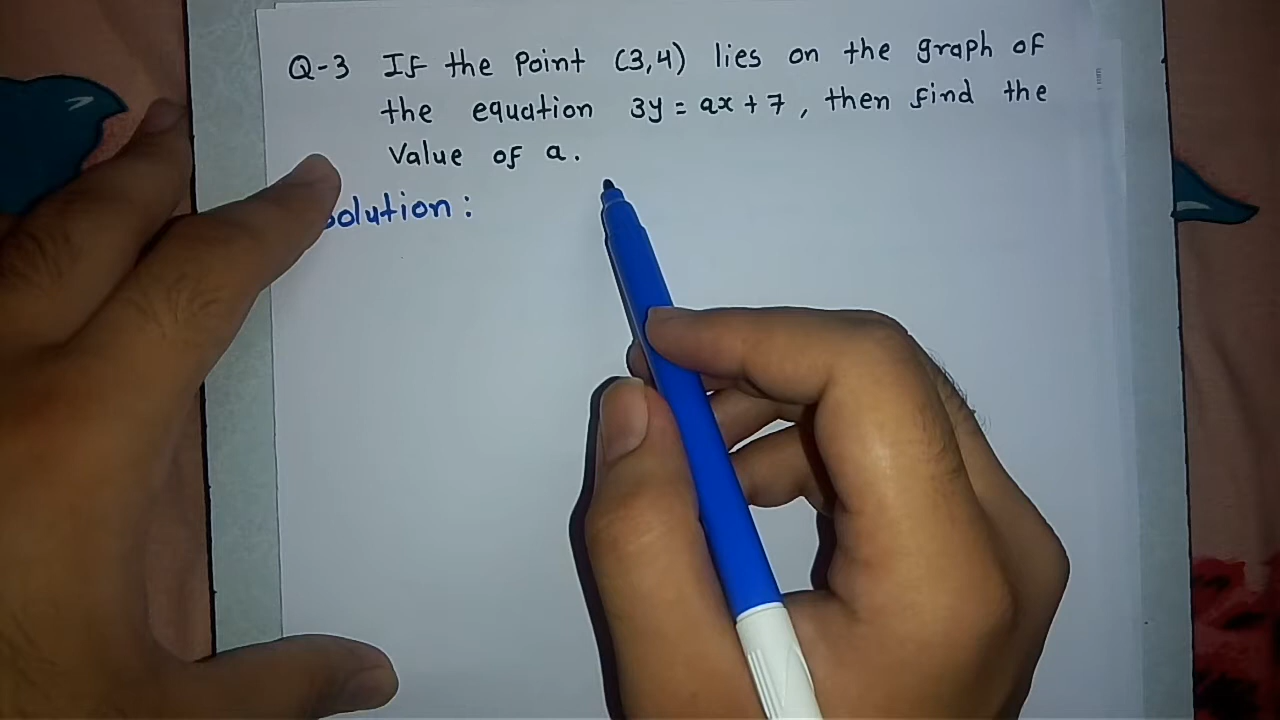 Q-3 If the Point (3,4) lies on the graph of
the equation 3y = ax + 7, then find the
Value of a.
Solution: